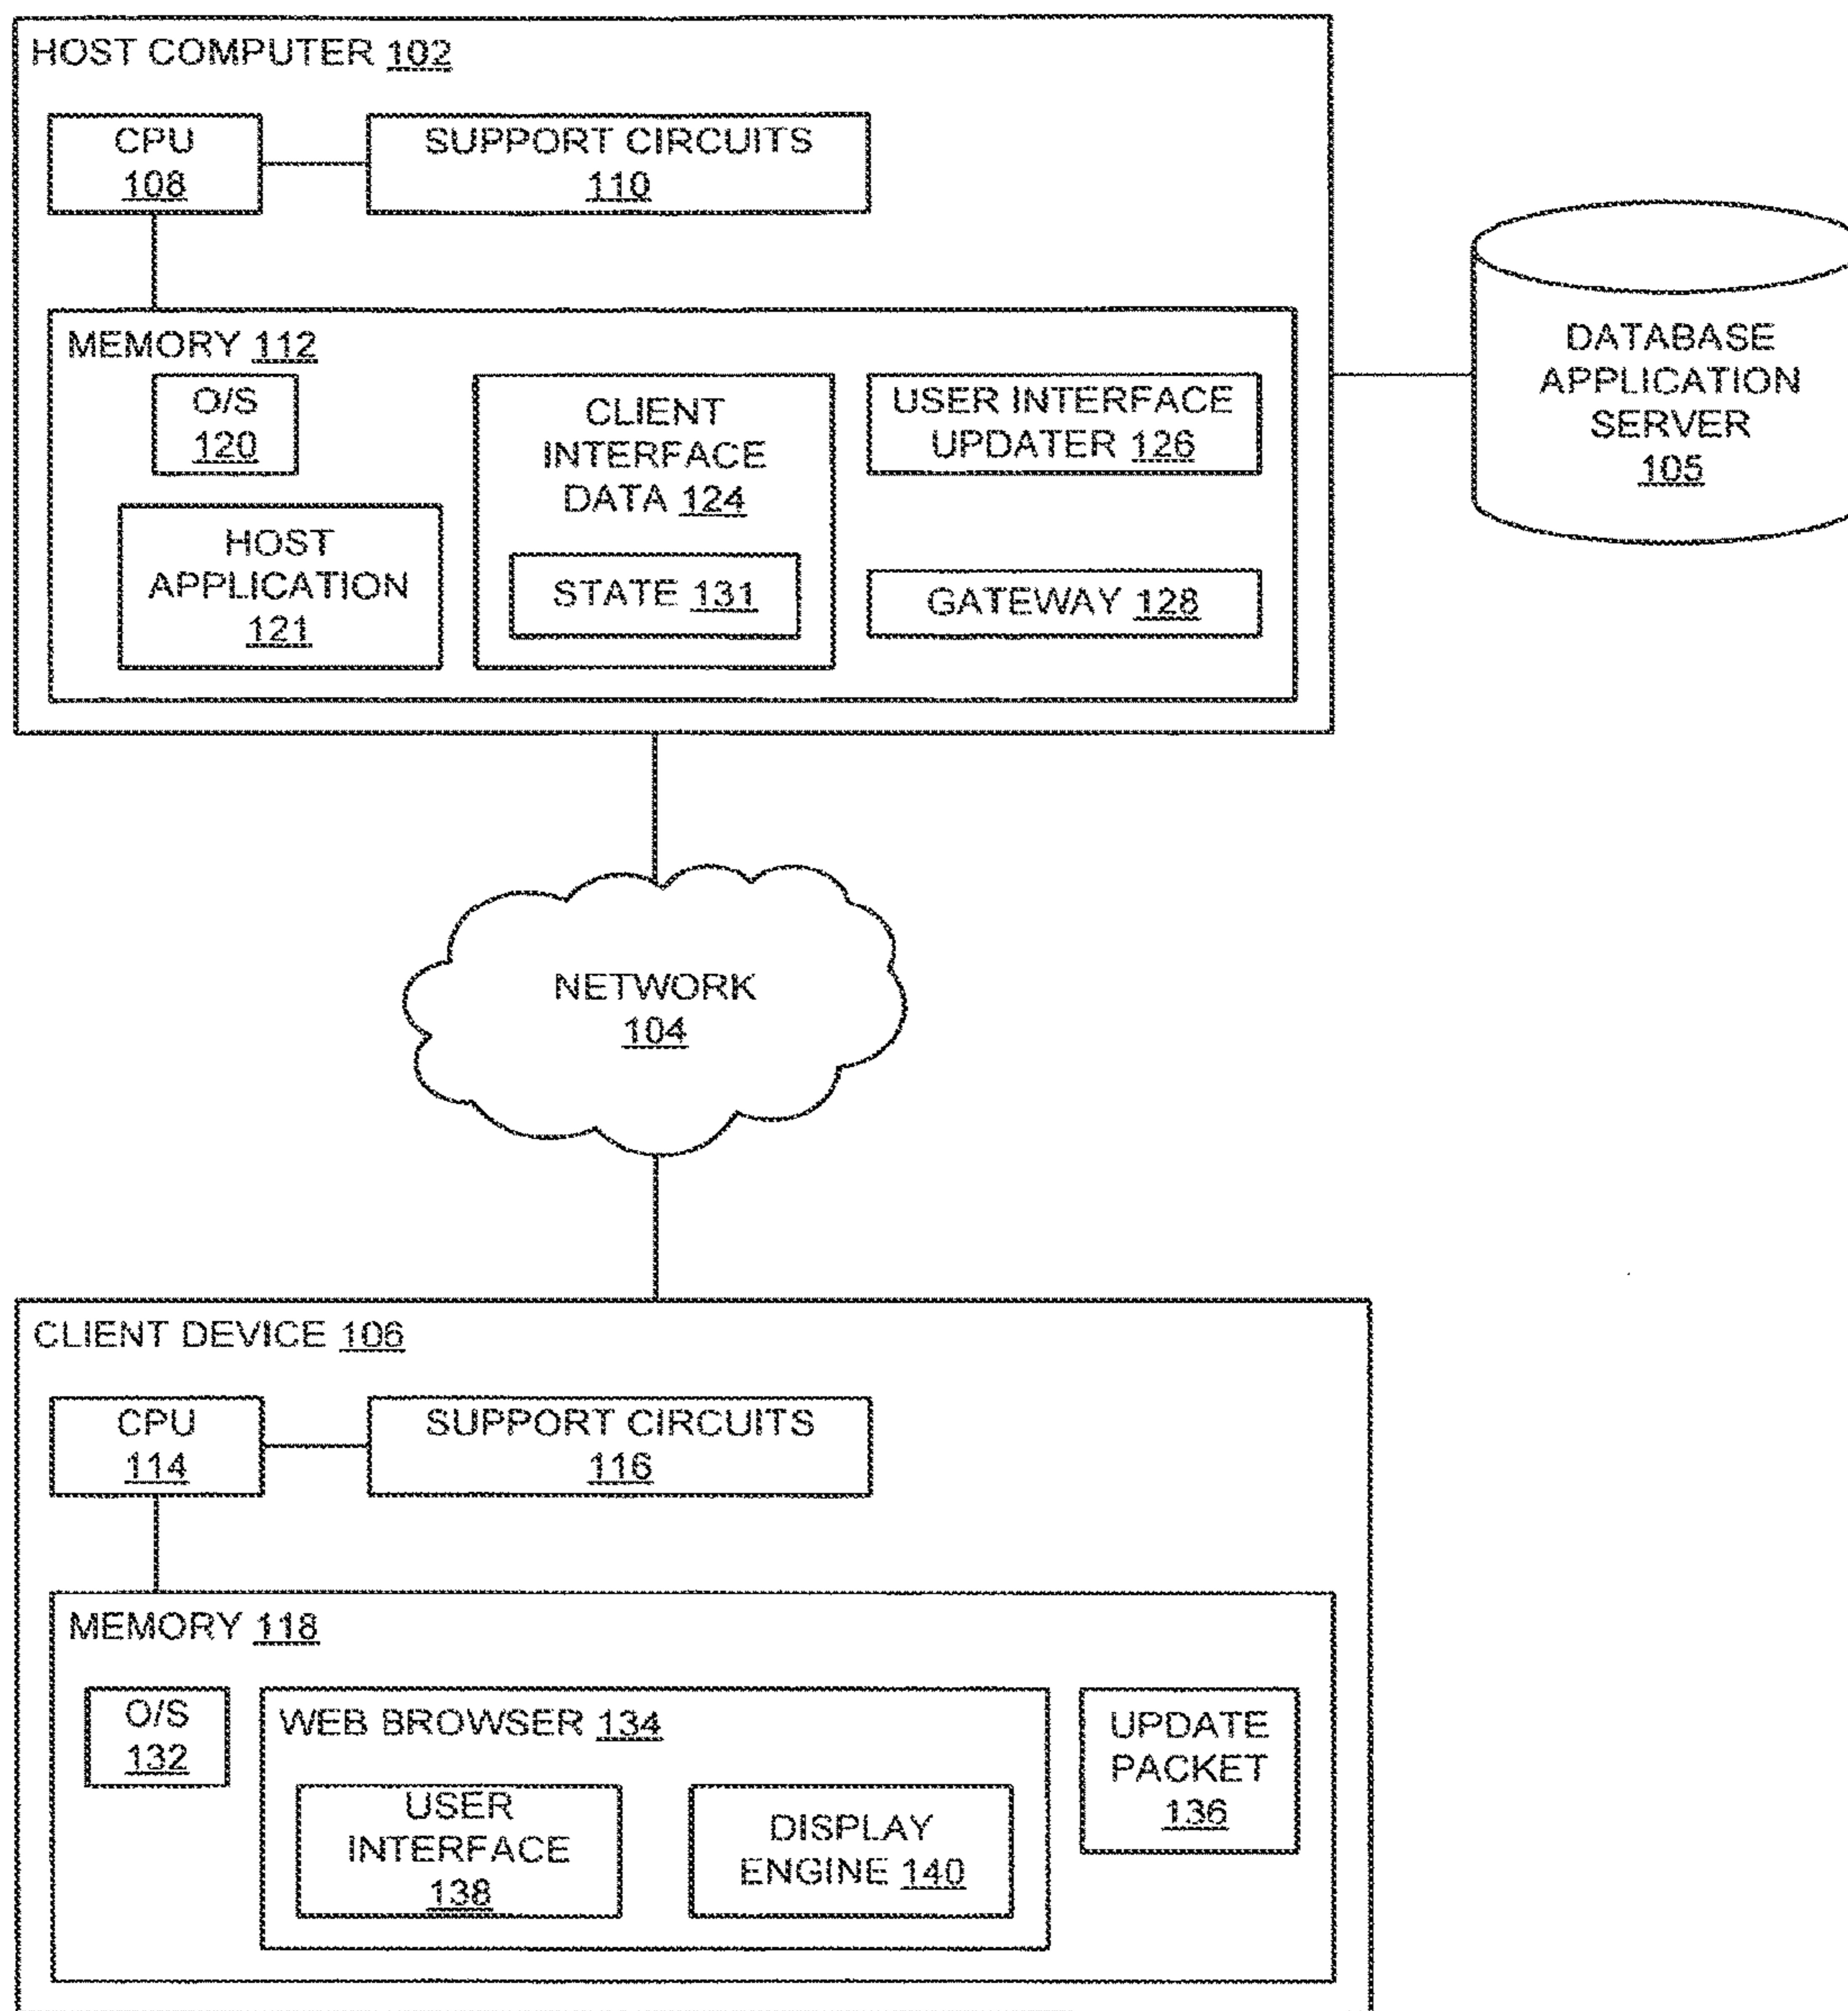 HOST COMPUTER 102
CPU
108
SUPPORT CIRCUITS
110
MEMORY 112
O/S
120
HOST
APPLICATION
121
CLIENT
INTERFACE
DATA 124
STATE 131
USER INTERFACE
UPDATER 126
GATEWAY 128
DATABASE
APPLICATION
SERVER
105
NETWORK
104
CLIENT DEVICE 106
CPU
114
SUPPORT CIRCUITS
116
MEMORY 118
O/S
132
WEB BROWSER 134
USER
INTERFACE
138
DISPLAY
ENGINE 140
UPDATE
PACKET
136